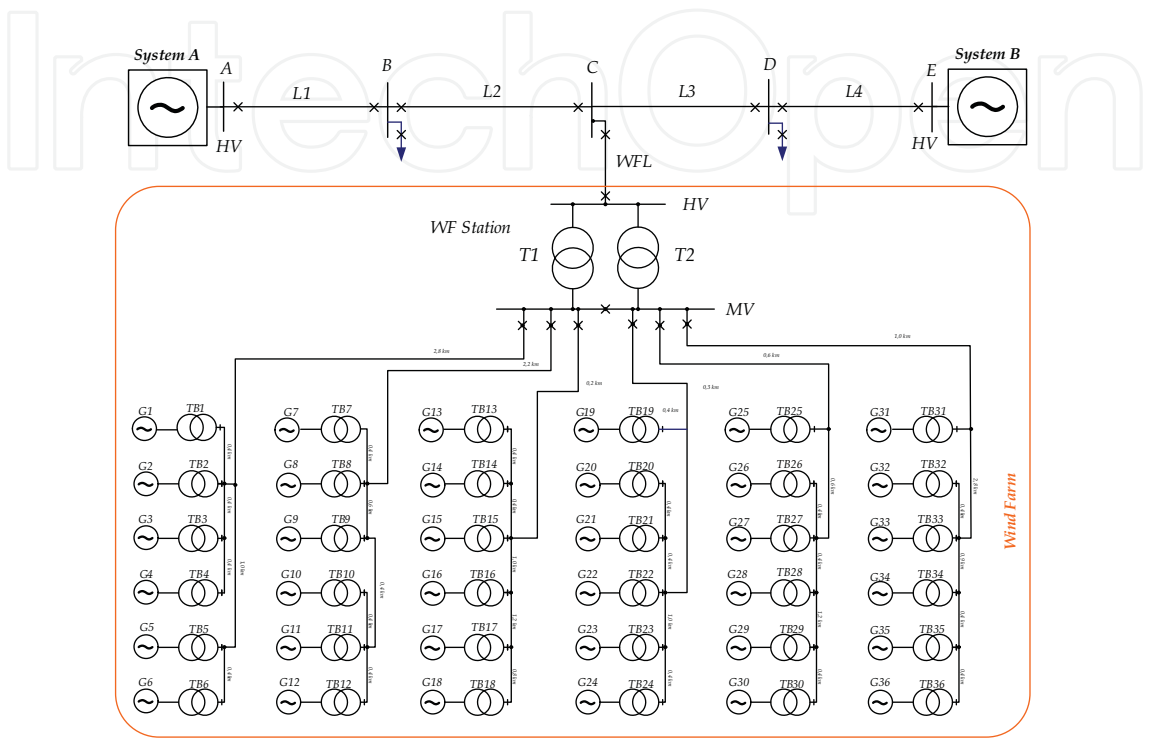 IntechOpen
System A
System B
A
B
C
D
E
L1
L2
L3
L4
HV
HV
WFL
HV
WF Station
T1
T2
MV
2,8 km
2,2 km
0,2 km
0,3 km
0,6 km
1,0 km
0,4 km
G1 TB1
G7 TB7
G13 TB13
G19 TB19
G25 TB25
G31 TB31
G2 TB2
G8 TB8
G14 TB14
G20 TB20
G26 TB26
G32 TB32
G3 TB3
G9 TB9
G15 TB15
G21 TB21
G27 TB27
G33 TB33
G4 TB4
G10 TB10
G16 TB16
G22 TB22
G28 TB28
G34 TB34
G5 TB5
G11 TB11
G17 TB17
G23 TB23
G29 TB29
G35 TB35
G6 TB6
G12 TB12
G18 TB18
G24 TB24
G30 TB30
G36 TB36
Wind Farm